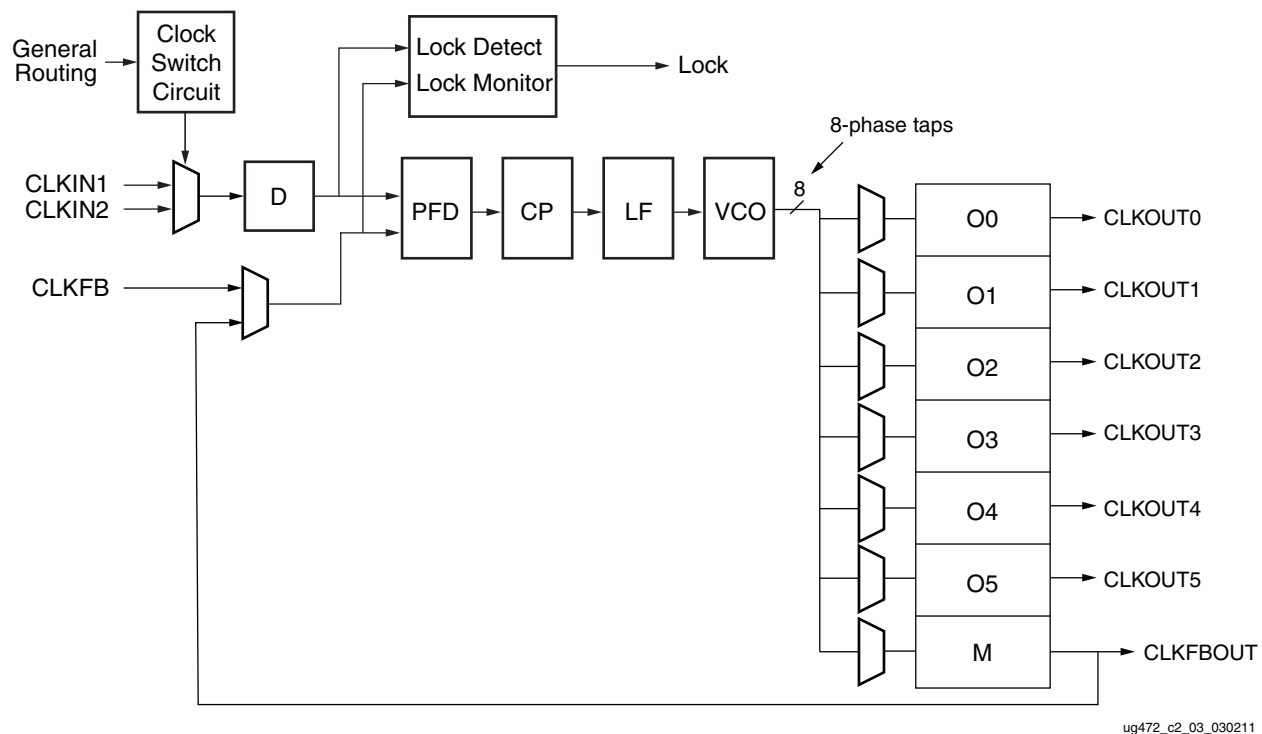 General
Routing
Clock
Switch
Circuit
Lock Detect
Lock Monitor
Lock
8-phase taps
CLKIN1
CLKIN2
D
PFD
CP
LF
VCO
8
CLKFB
O0
CLKOUT0
O1
CLKOUT1
O2
CLKOUT2
O3
CLKOUT3
O4
CLKOUT4
O5
CLKOUT5
M
CLKFBOUT
ug472_c2_03_030211